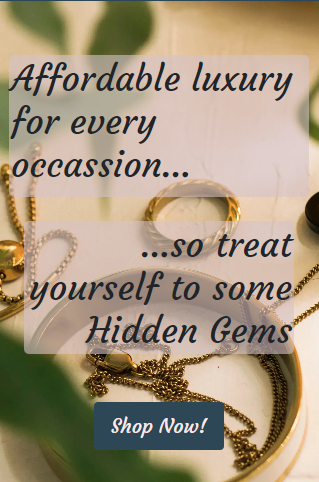 Affordable luxury
for every
occassion...
...so treat
yourself to some
Hidden Gems
Shop Now!